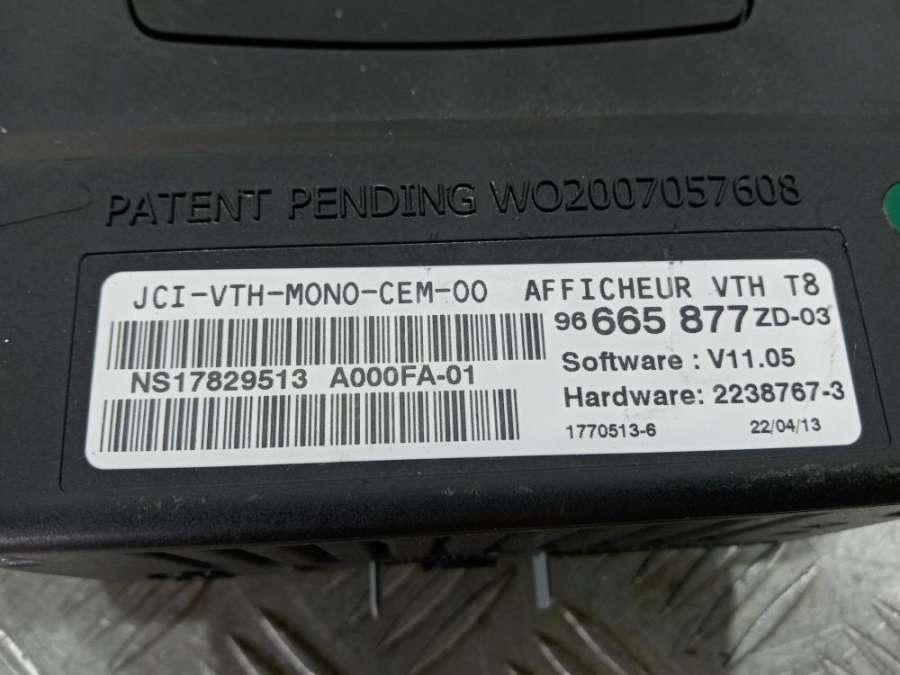 PATENT PENDING WO2007057608
JCI-VTH-MONO-CEM-00 AFFICHEUR VTH T8
96 665 877 ZD-03
Software : V11.05
NS17829513 A000FA-01
Hardware: 2238767-3
1770513-6 22/04/13